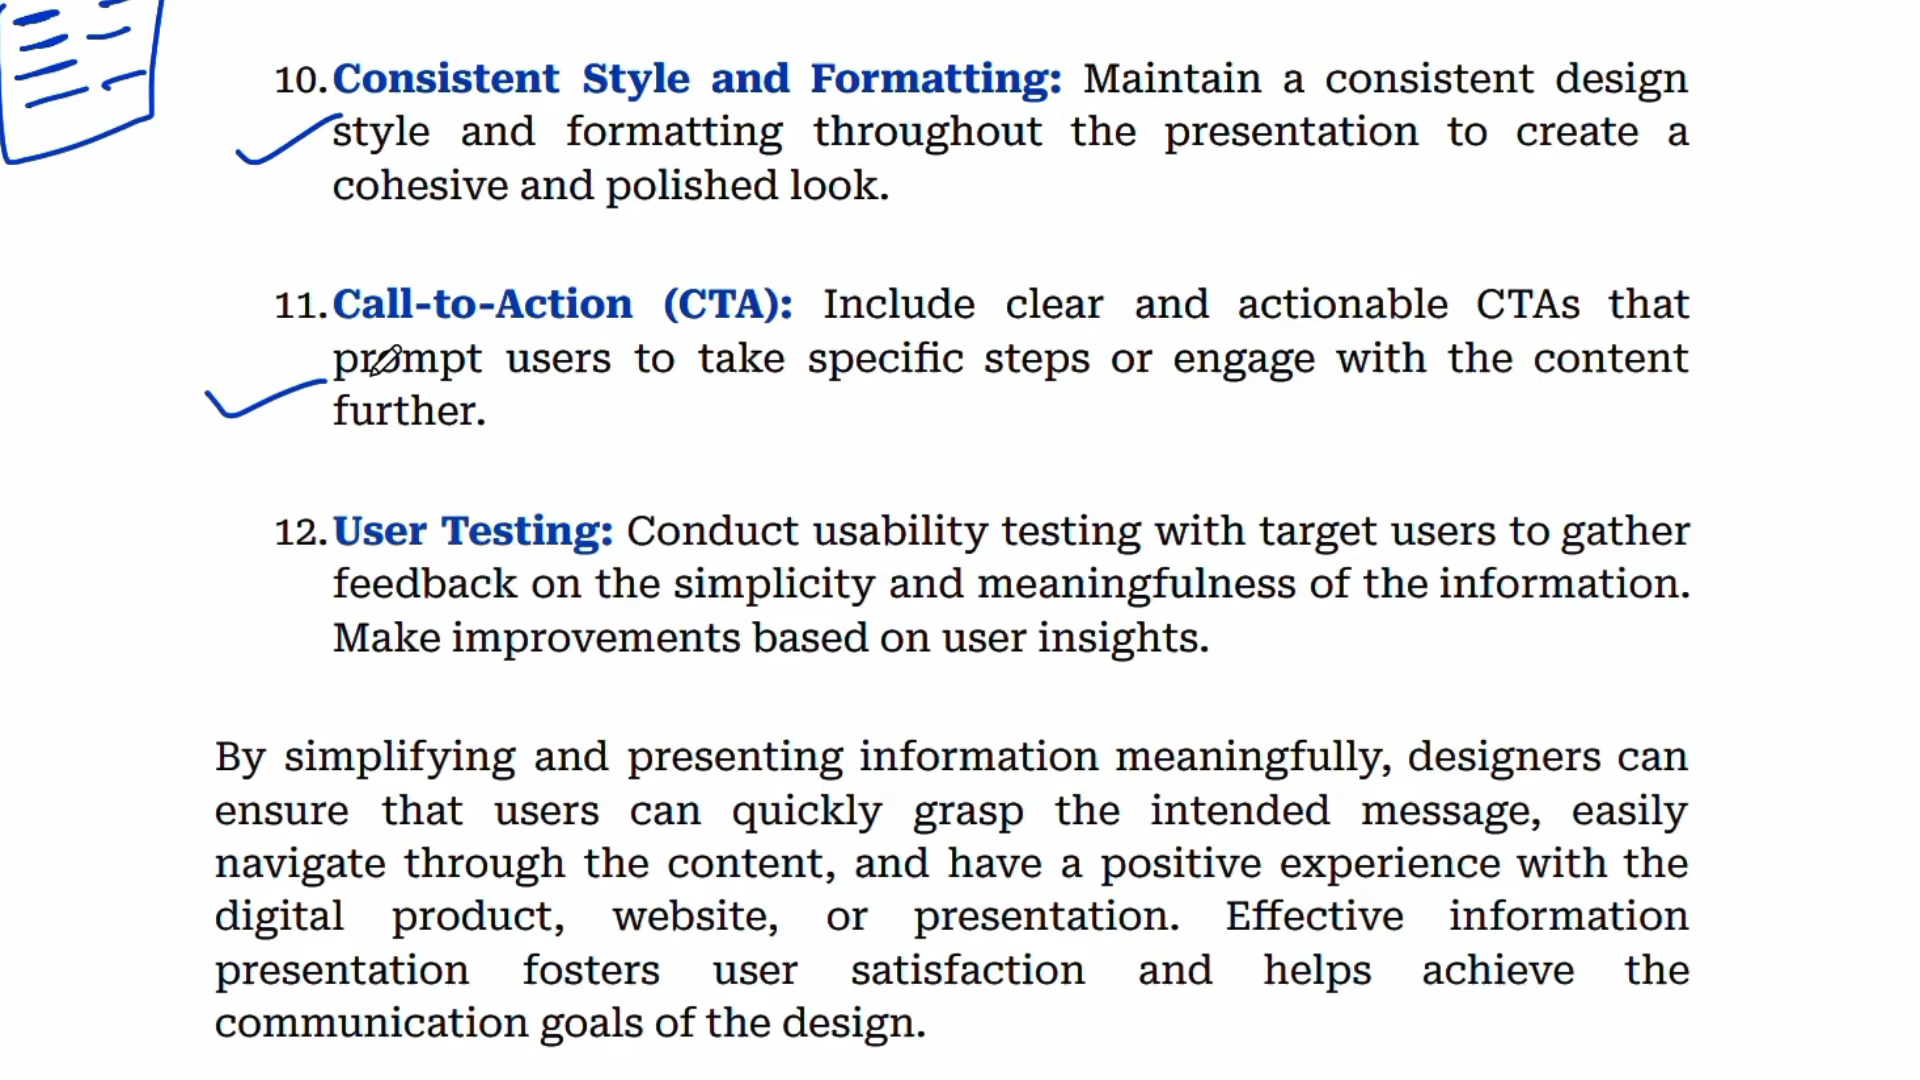 10. Consistent Style and Formatting: Maintain a consistent design
style and formatting throughout the presentation to create a
cohesive and polished look.
11. Call-to-Action (CTA): Include clear and actionable CTAs that
prompt users to take specific steps or engage with the content
further.
12. User Testing: Conduct usability testing with target users to gather
feedback on the simplicity and meaningfulness of the information.
Make improvements based on user insights.
By simplifying and presenting information meaningfully, designers can
ensure that users can quickly grasp the intended message, easily
navigate through the content, and have a positive experience with the
digital product, website, or presentation. Effective information
presentation fosters user satisfaction and helps achieve the
communication goals of the design.